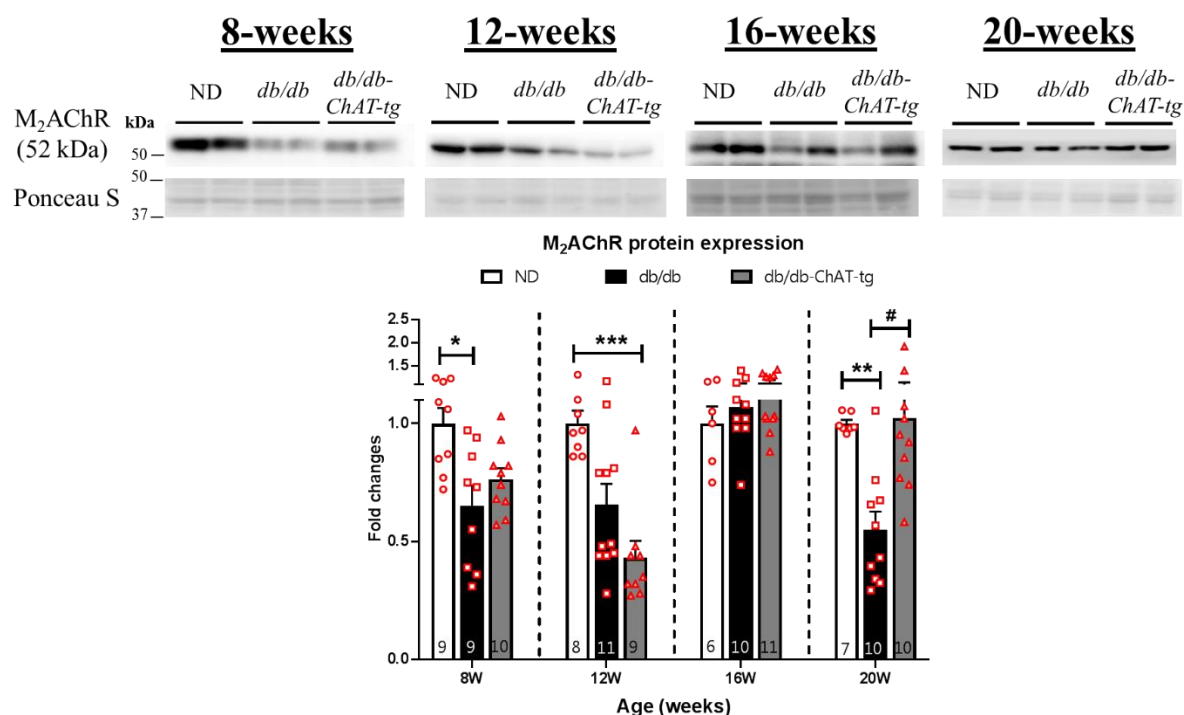 8-weeks 12-weeks 16-weeks 20-weeks
ND db/db db/db-ChAT-tg ND db/db db/db-ChAT-tg ND db/db db/db-ChAT-tg ND db/db db/db-ChAT-tg
M₂AChR (52 kDa)
kDa
50
Ponceau S
50
37
M₂AChR protein expression
ND db/db db/db-ChAT-tg
Fold changes
2.5
2.0
1.5
1.0
0.5
0.0
* *** ** #
9 9 10 8 11 9 6 10 11 7 10 10
8W 12W 16W 20W
Age (weeks)